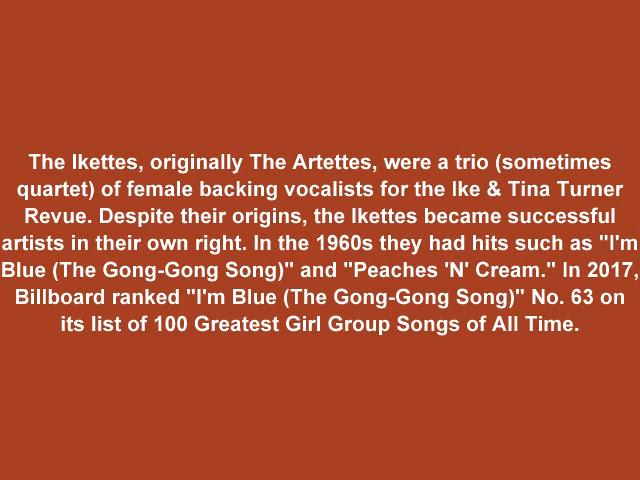 The Ikettes, originally The Artettes, were a trio (sometimes
quartet) of female backing vocalists for the Ike & Tina Turner
Revue. Despite their origins, the Ikettes became successful
artists in their own right. In the 1960s they had hits such as "I'm
Blue (The Gong-Gong Song)" and "Peaches 'N' Cream." In 2017,
Billboard ranked "I'm Blue (The Gong-Gong Song)" No. 63 on
its list of 100 Greatest Girl Group Songs of All Time.